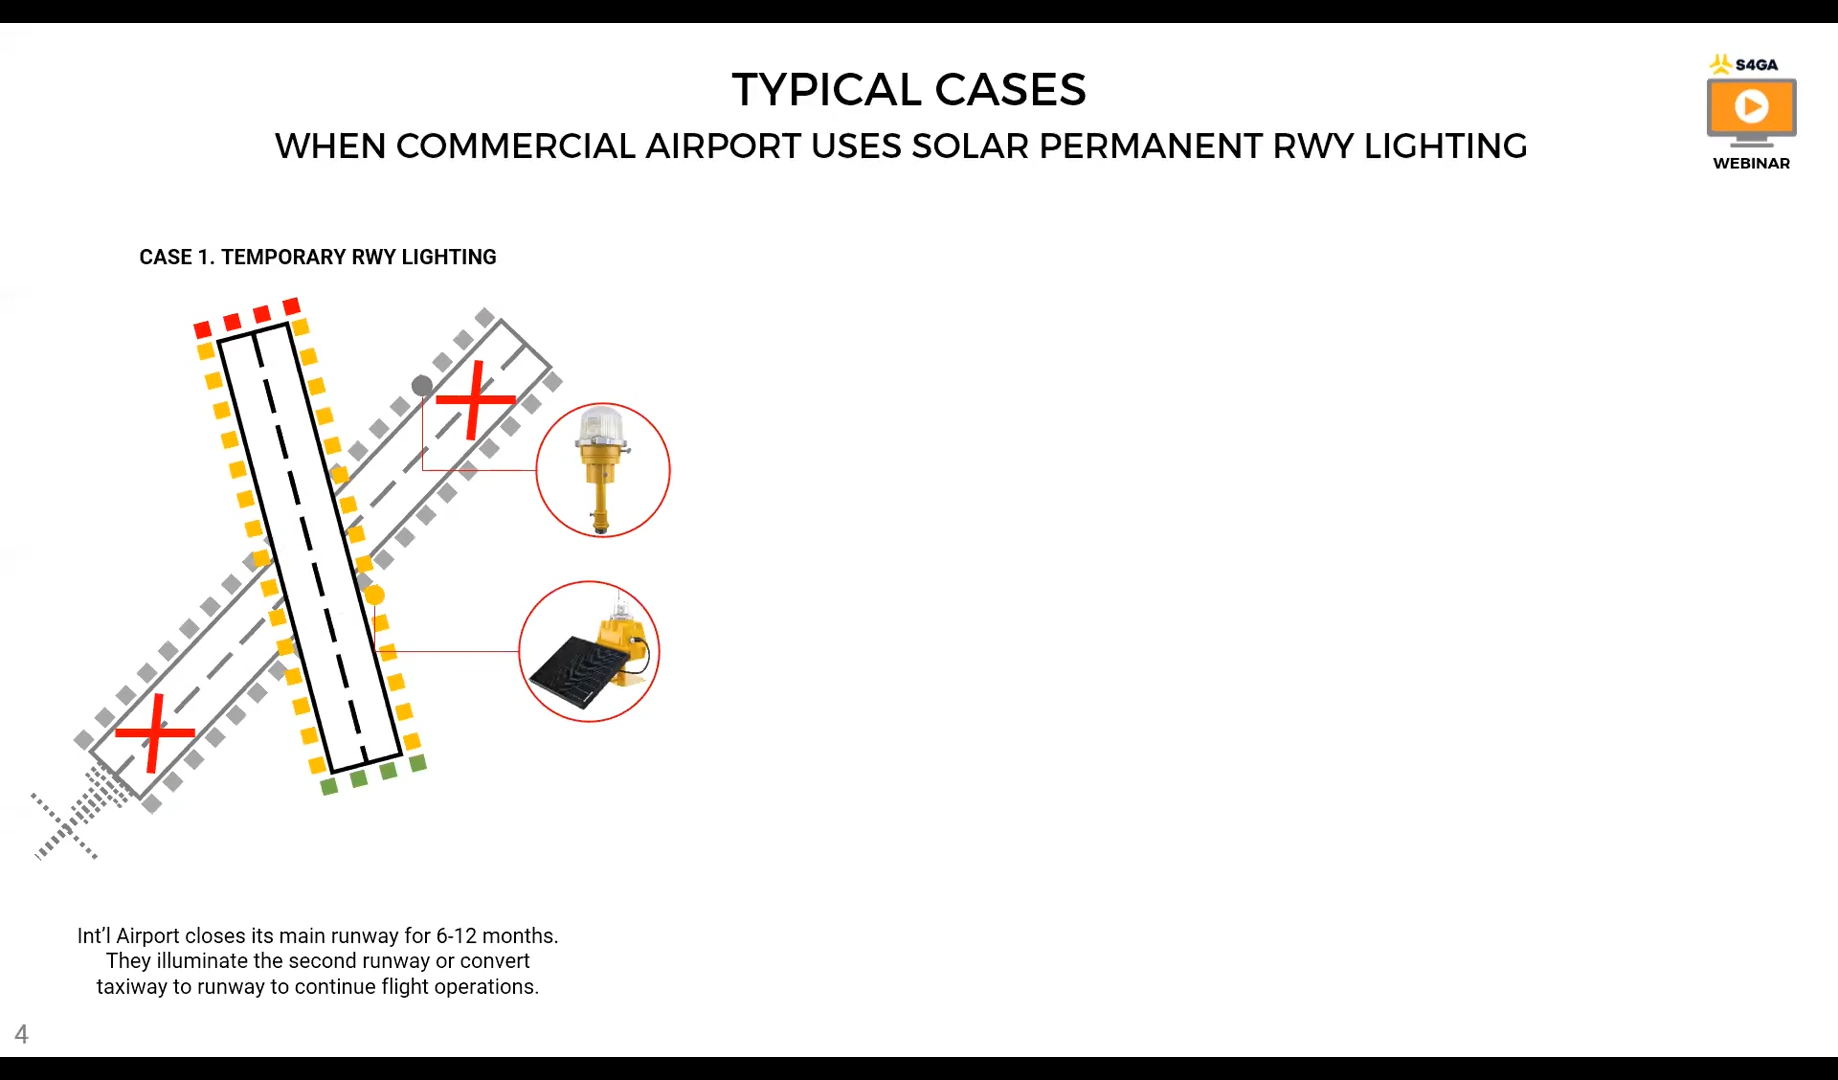 TYPICAL CASES
WHEN COMMERCIAL AIRPORT USES SOLAR PERMANENT RWY LIGHTING
S4GA
WEBINAR
CASE 1. TEMPORARY RWY LIGHTING
Int'l Airport closes its main runway for 6-12 months.
They illuminate the second runway or convert
taxiway to runway to continue flight operations.
4